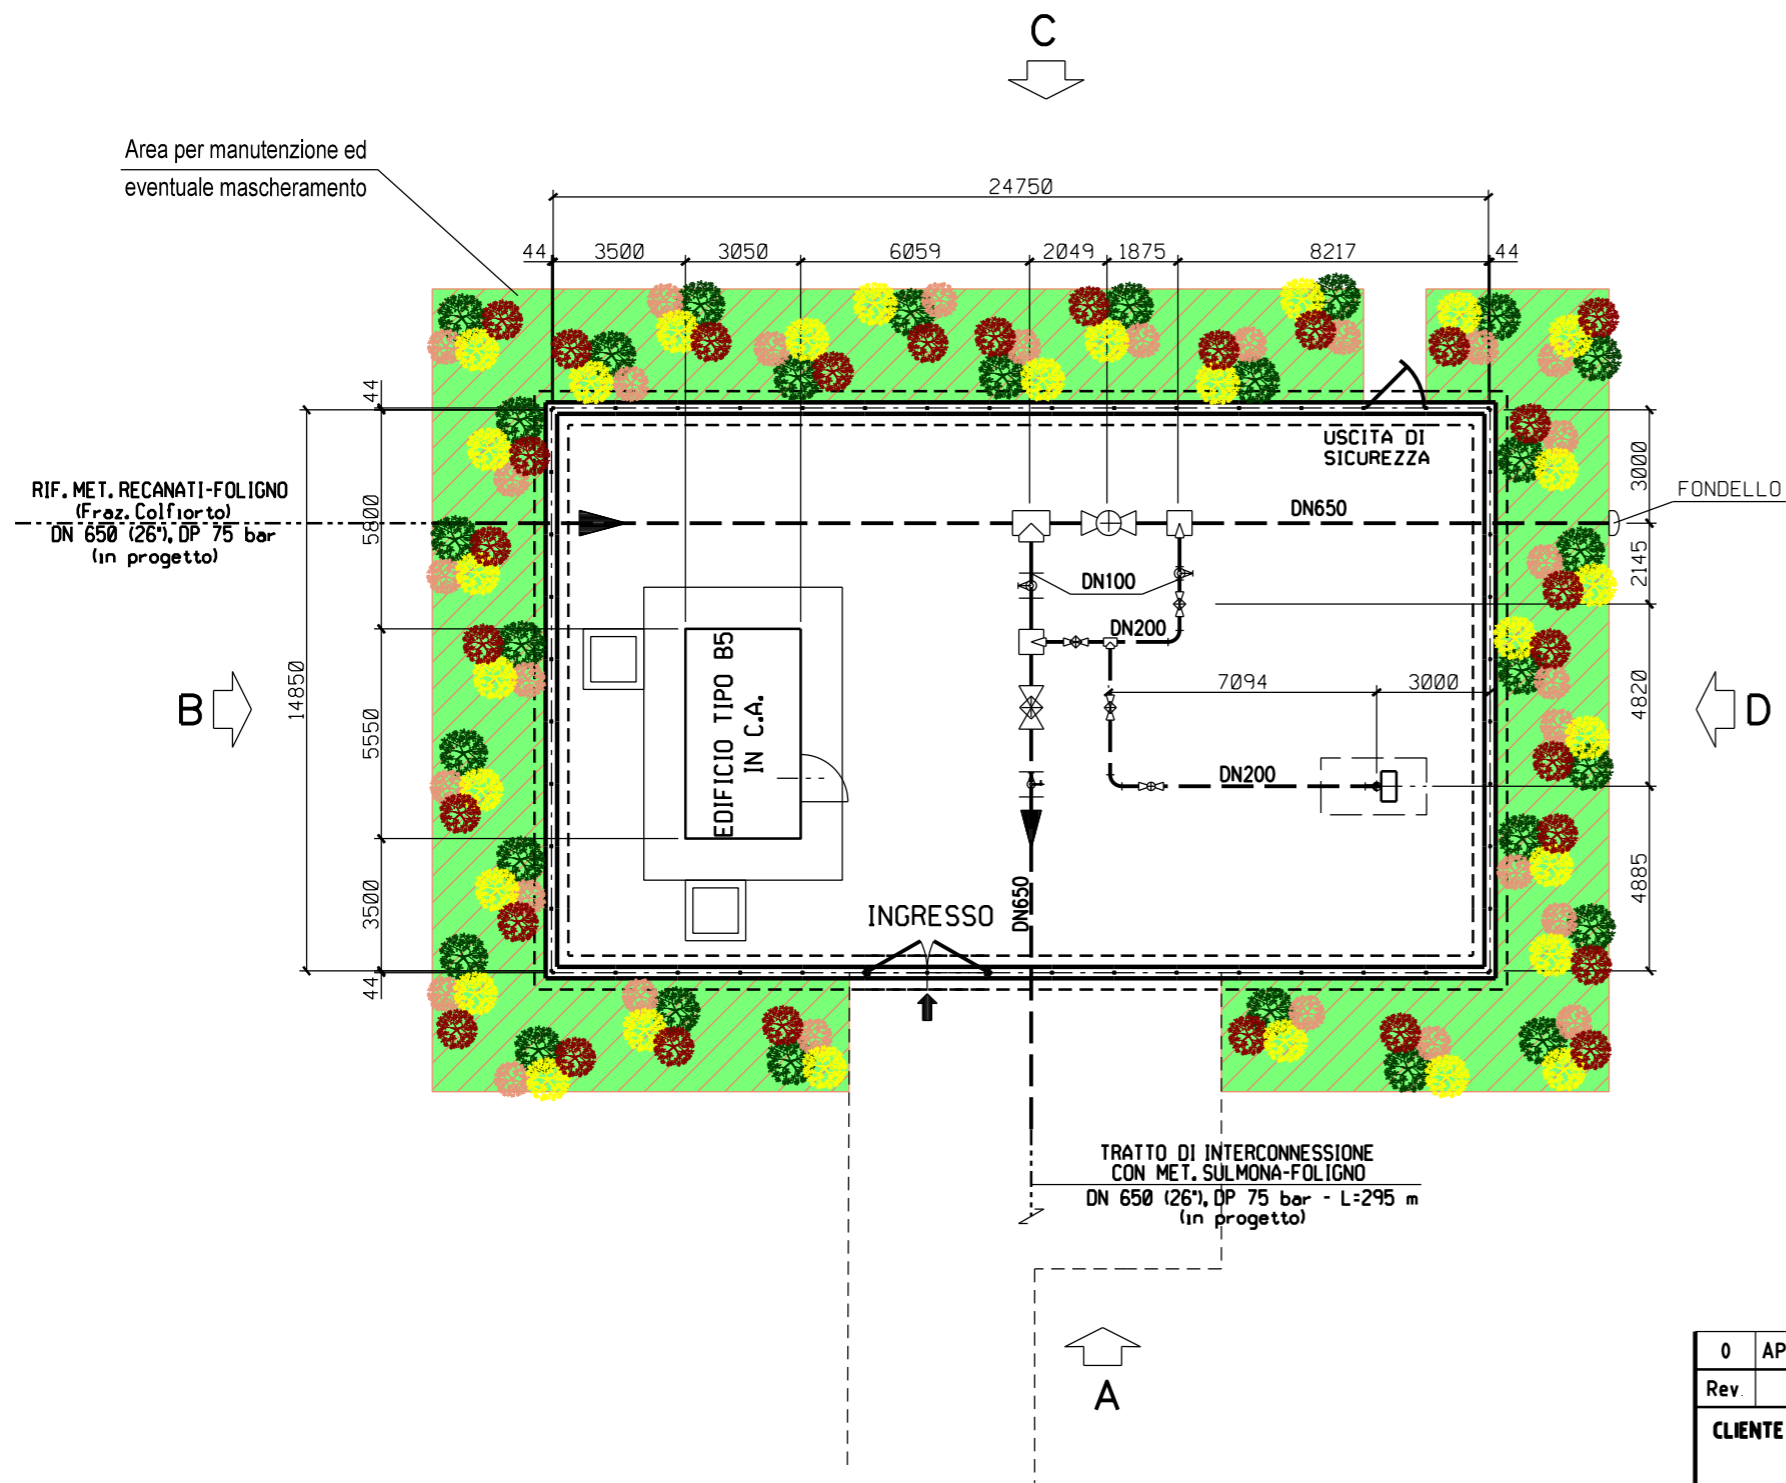 C
Area per manutenzione ed
eventuale mascheramento
24750
44 3500 3050 6059 2049 1875 8217 44
44
5800
14850
5550
3500
44
RIF. MET. RECANATI-FOLIGNO
(Fraz. Colfiorto)
DN 650 (26"), DP 75 bar
(in progetto)
USCITA DI
SICUREZZA
3000
FONDELLO
DN650
2145
DN100
DN200
B
EDIFICIO TIPO B5
IN C.A.
7094 3000
4820
D
DN200
4885
DN650
INGRESSO
TRATTO DI INTERCONNESSIONE
CON MET. SULMONA-FOLIGNO
DN 650 (26"), DP 75 bar - L=295 m
(in progetto)
A
0 AP
Rev.
CLIENTE